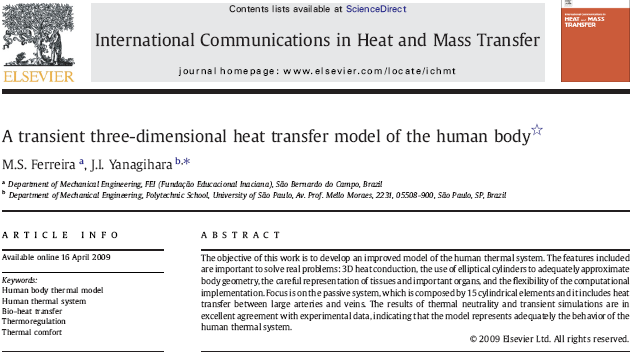 Contents lists available at ScienceDirect
International Communications in Heat and Mass Transfer
journal homepage: www.elsevier.com/locate/ichmt
ELSEVIER
HEAT and MASS
TRANSFER
A transient three-dimensional heat transfer model of the human body☆
M.S. Ferreira a, J.I. Yanagihara b,*
a Department of Mechanical Engineering, FEI (Fundação Educacional Inaciana), São Bernardo do Campo, Brazil
b Department of Mechanical Engineering, Polytechnic School, University of São Paulo, Av. Prof. Mello Moraes, 2231, 05508-900, São Paulo, SP, Brazil
ARTICLE INFO
Available online 16 April 2009
Keywords:
Human body thermal model
Human thermal system
Bio-heat transfer
Thermoregulation
Thermal comfort
ABSTRACT
The objective of this work is to develop an improved model of the human thermal system. The features included
are important to solve real problems: 3D heat conduction, the use of elliptical cylinders to adequately approximate
body geometry, the careful representation of tissues and important organs, and the flexibility of the computational
implementation. Focus is on the passive system, which is composed by 15 cylindrical elements and it includes heat
transfer between large arteries and veins. The results of thermal neutrality and transient simulations are in
excellent agreement with experimental data, indicating that the model represents adequately the behavior of the
human thermal system.
© 2009 Elsevier Ltd. All rights reserved.